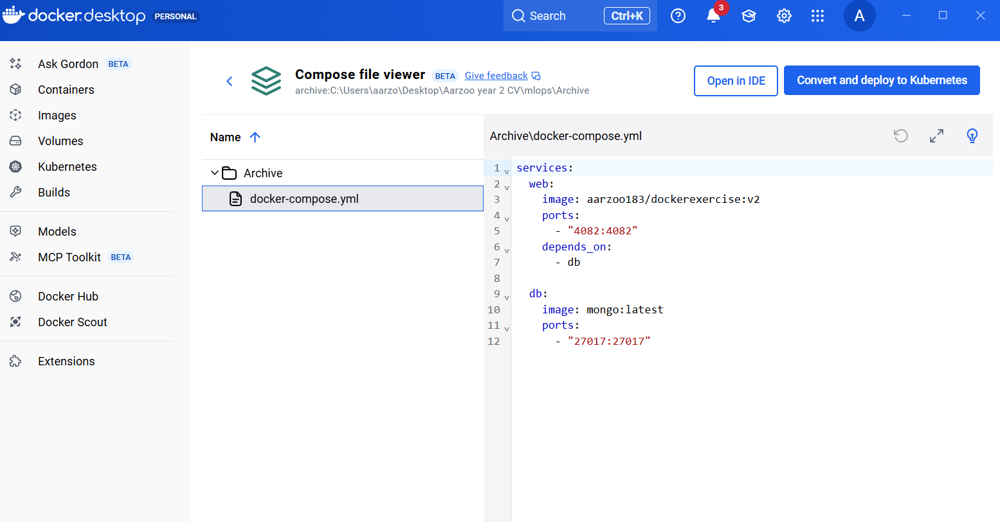 docker.desktop PERSONAL
Search Ctrl+K
3
A
Ask Gordon BETA
Containers
Images
Volumes
Kubernetes
Builds
Models
MCP Toolkit BETA
Docker Hub
Docker Scout
Extensions
Compose file viewer BETA Give feedback
archive:C:\Users\aarzo\Desktop\Aarzoo year 2 CV\mlops\Archive
Open in IDE
Convert and deploy to Kubernetes
Name
Archive
docker-compose.yml
Archive\docker-compose.yml
1 services:
2 web:
3 image: aarzoo183/dockerexercise:v2
4 ports:
5 - "4082:4082"
6 depends_on:
7 - db
8
9 db:
10 image: mongo:latest
11 ports:
12 - "27017:27017"